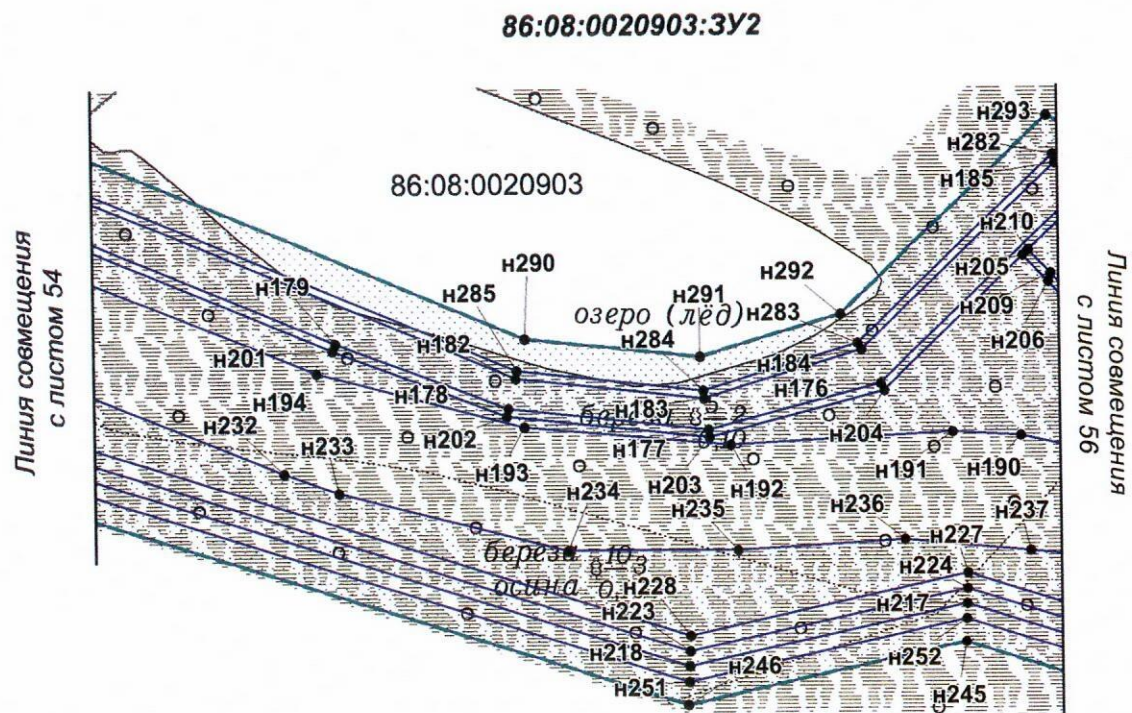 86:08:0020903:ЗУ2
н293
н282
86:08:0020903
н185
н210
н290
н292
н179
н285
н291
н205
озеро (лёд)
н283
н209
н284
н182
н206
н201
н184
н176
н178
н194
н183
береза
н232
н202
н177
н204
н233
н193
н191
н190
н234
н203
н192
н235
н236
н237
н227
береза 10
осина
н228
н224
н223
н217
н218
н246
н252
н251
н245
Линия совмещения
с листом 54
Линия совмещения
с листом 56